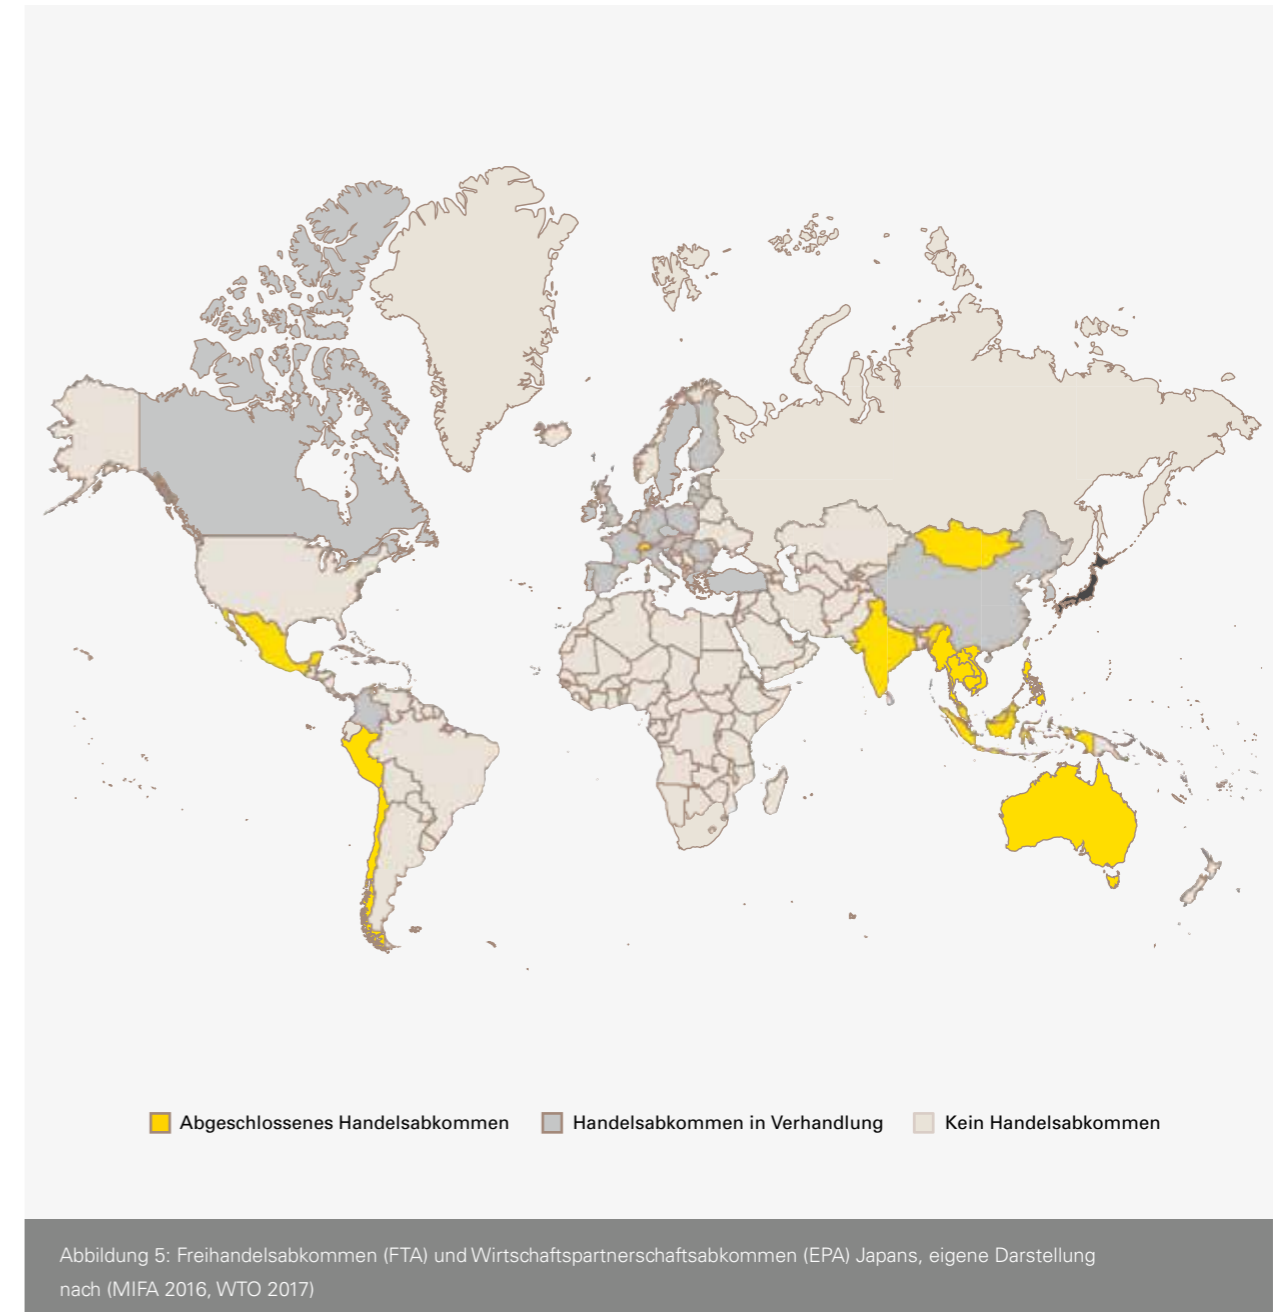 Abgeschlossenes Handelsabkommen Handelsabkommen in Verhandlung Kein Handelsabkommen
Abbildung 5: Freihandelsabkommen (FTA) und Wirtschaftspartnerschaftsabkommen (EPA) Japans, eigene Darstellung
nach (MIFA 2016, WTO 2017)